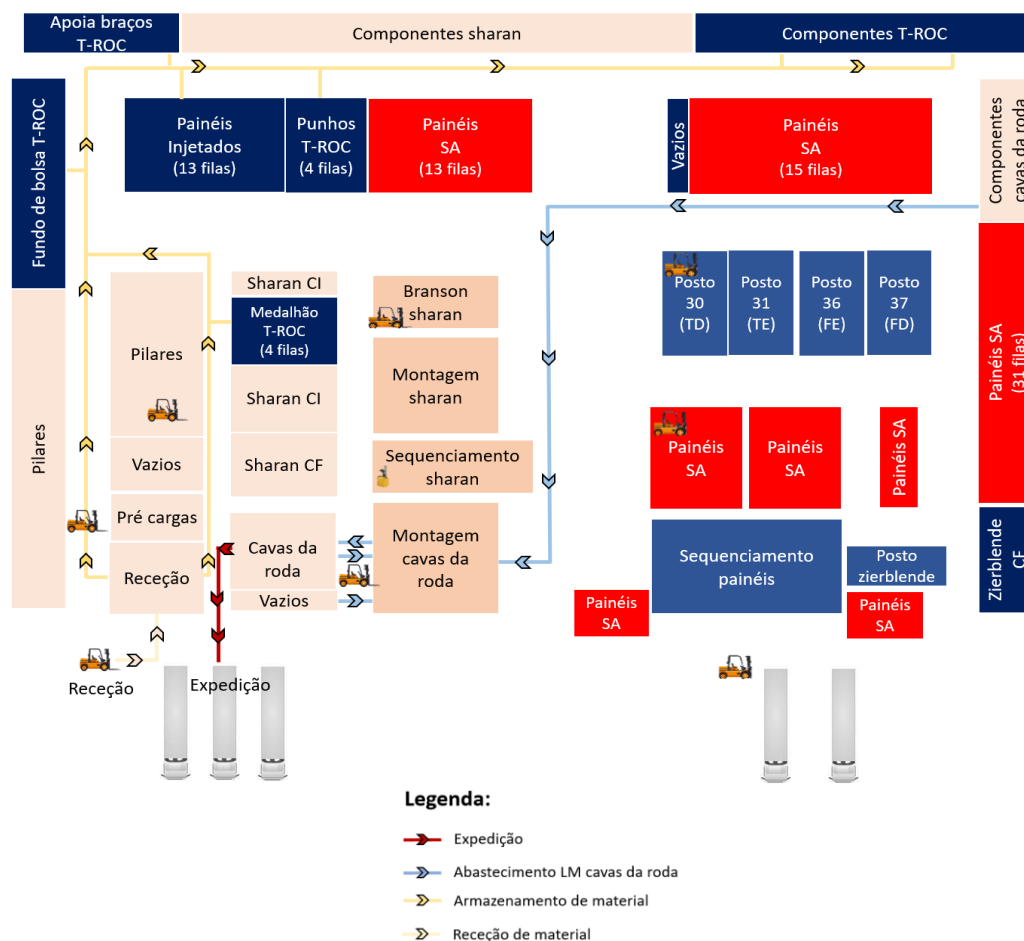 Apoia braços
T-ROC
Componentes sharan
Componentes T-ROC
Fundo de bolsa T-ROC
Painéis
Injetados
(13 filas)
Punhos
T-ROC
(4 filas)
Painéis
SA
(13 filas)
Vazios
Painéis
SA
(15 filas)
Componentes
cavas da roda
Pilares
Pilares
Sharan CI
Medalhão
T-ROC
(4 filas)
Sharan CI
Sharan CF
Branson
sharan
Montagem
sharan
Sequenciamento
sharan
Posto
30
(TD)
Posto
31
(TE)
Posto
36
(FE)
Posto
37
(FD)
Painéis SA
(31 filas)
Vazios
Pré cargas
Receção
Cavas da
roda
Vazios
Montagem
cavas da
roda
Painéis
SA
Painéis
SA
Painéis SA
Sequenciamento
painéis
Posto
zierblende
Zierblende
CF
Painéis
SA
Painéis
SA
Receção
Expedição
Legenda:
Expedição
Abastecimento LM cavas da roda
Armazenamento de material
Receção de material